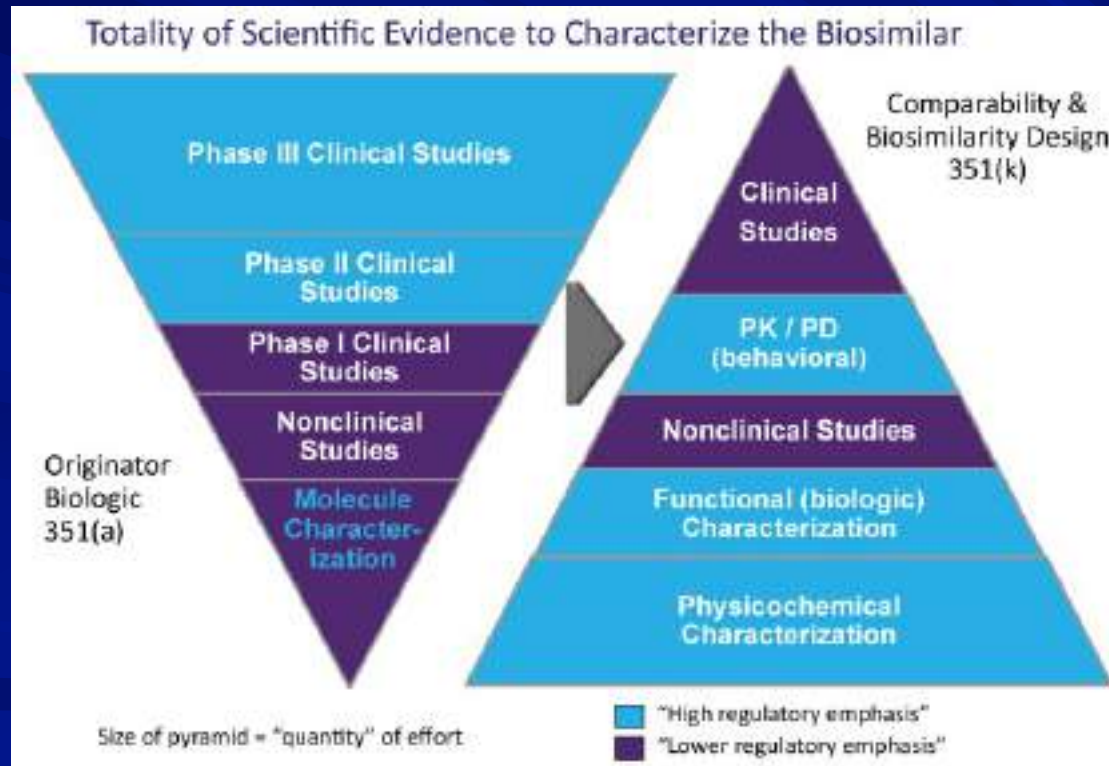 Totality of Scientific Evidence to Characterize the Biosimilar
Phase III Clinical Studies
Phase II Clinical
Studies
Phase I Clinical
Studies
Nonclinical
Studies
Molecule
Character-
ization
Originator
Biologic
351(a)
Comparability &
Biosimilarity Design
351(k)
Clinical
Studies
PK / PD
(behavioral)
Nonclinical Studies
Functional (biologic)
Characterization
Physicochemical
Characterization
Size of pyramid = "quantity" of effort
"High regulatory emphasis"
"Lower regulatory emphasis"